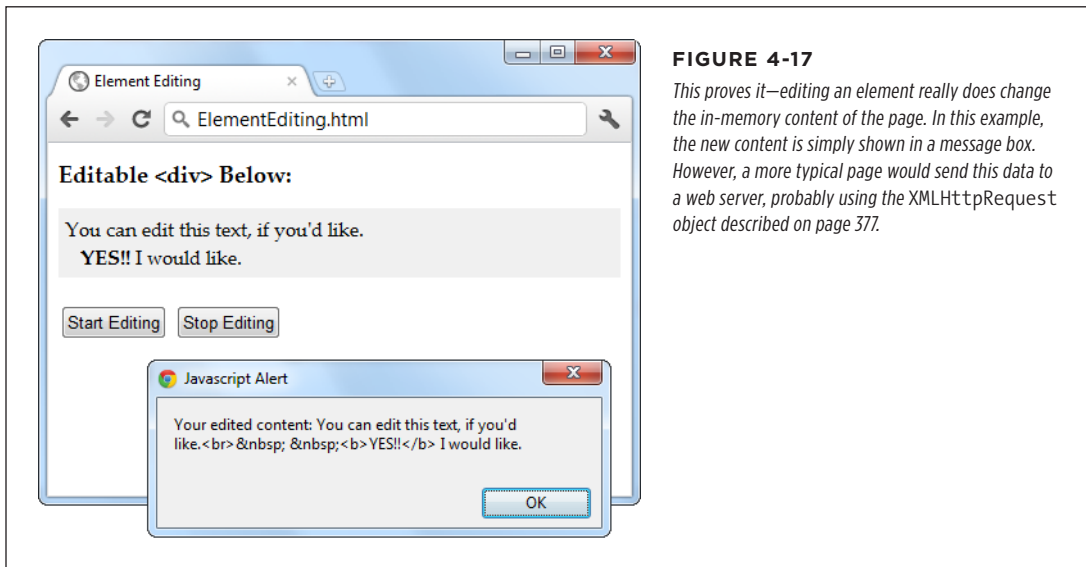 Element Editing
ElementEditing.html
Editable <div> Below:
You can edit this text, if you'd like.
YES!! I would like.
Start Editing Stop Editing
Javascript Alert
Your edited content: You can edit this text, if you'd
like.<br>&nbsp; &nbsp;<b>YES!!</b> I would like.
OK
FIGURE 4-17
This proves it—editing an element really does change
the in-memory content of the page. In this example,
the new content is simply shown in a message box.
However, a more typical page would send this data to
a web server, probably using the XMLHttpRequest
object described on page 377.